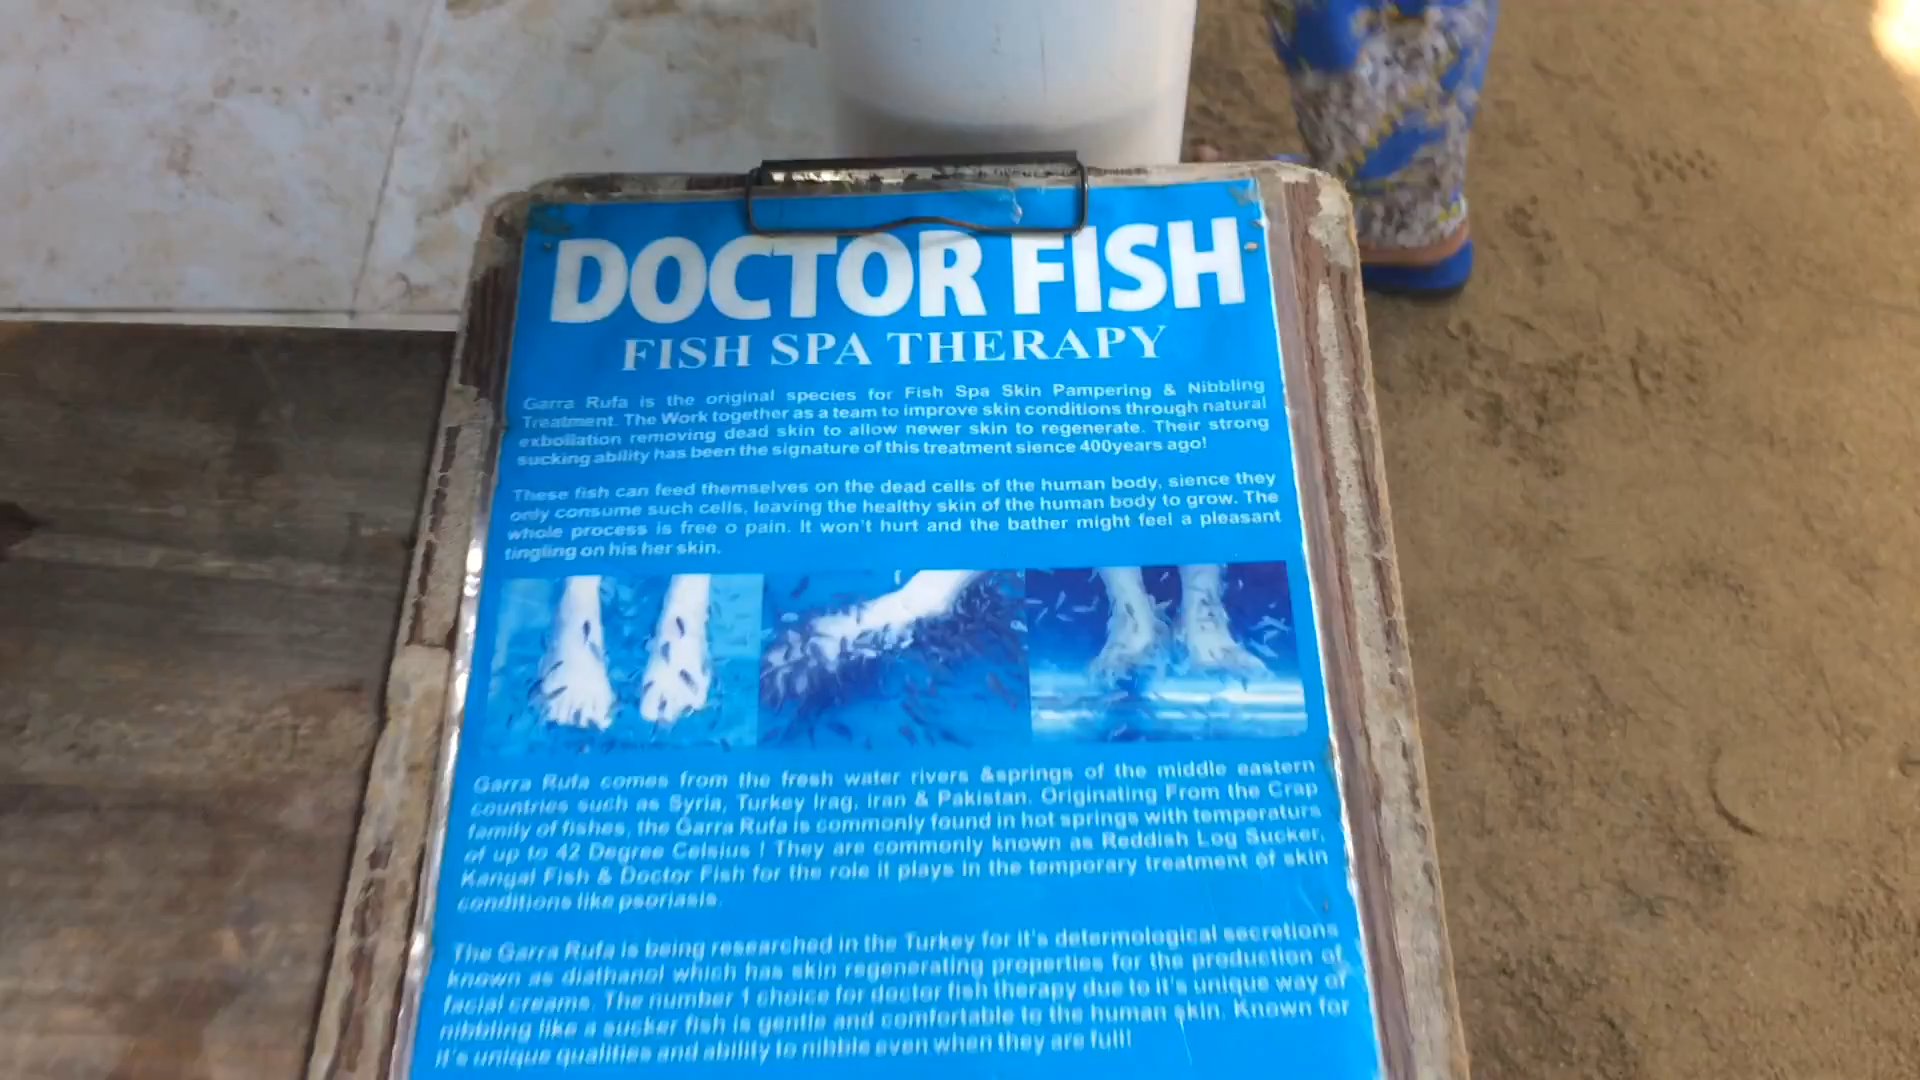 DOCTOR FISH
FISH SPA THERAPY
Garra Rufa is the original species for Fish Spa Skin Pampering & Nibbling
Treatment. The Work together as a team to improve skin conditions through natural
exboliation removing dead skin to allow newer skin to regenerate. Their strong
sucking ability has been the signature of this treatment sience 400years ago!
These fish can feed themselves on the dead cells of the human body, sience they
only consume such cells, leaving the healthy skin of the human body to grow. The
whole process is free o pain. It won't hurt and the bather might feel a pleasant
tingling on his her skin.
Garra Rufa comes from the fresh water rivers &springs of the middle eastern
countries such as Syria, Turkey Iraq, Iran & Pakistan. Originating From the Crap
family of fishes, the Garra Rufa is commonly found in hot springs with temperaturs
of up to 42 Degree Celsius ! They are commonly known as Reddish Log Sucker,
Kangal Fish & Doctor Fish for the role it plays in the temporary treatment of skin
conditions like psoriasis.
The Garra Rufa is being researched in the Turkey for it's determological secretions
known as diathanol which has skin regenerating properties for the production of
facial creams. The number 1 choice for doctor fish therapy due to it's unique way of
nibbling like a sucker fish is gentle and comfortable to the human skin. Known for
it's unique qualities and ability to nibble even when they are full!